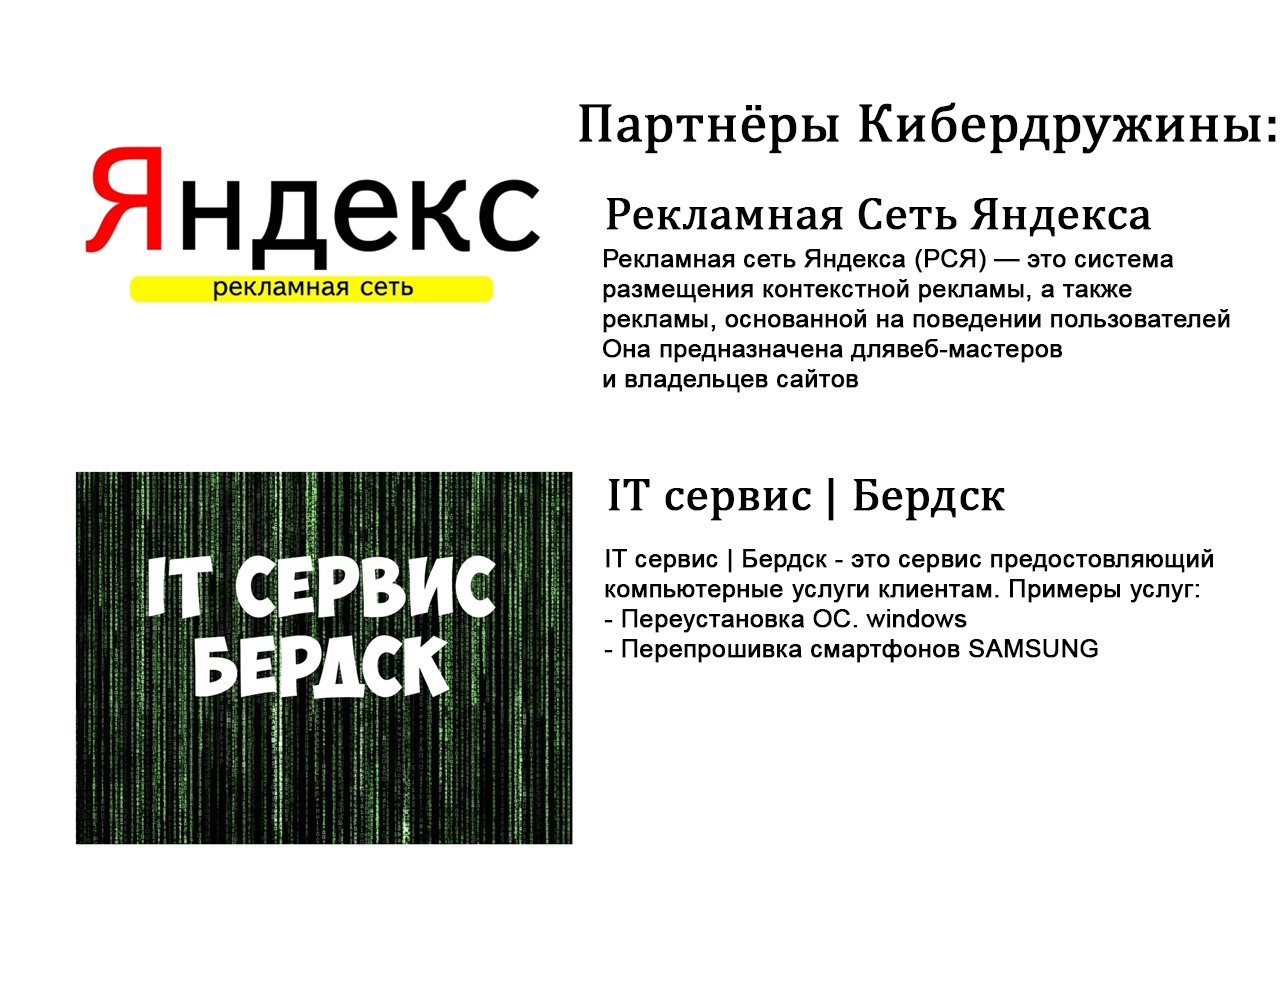 Партнёры Кибердружины:
Яндекс
рекламная сеть
Рекламная Сеть Яндекса
Рекламная сеть Яндекса (РСЯ) — это система
размещения контекстной рекламы, а также
рекламы, основанной на поведении пользователей
Она предназначена длявеб-мастеров
и владельцев сайтов
IT СЕРВИС
БЕРДСК
IT сервис | Бердск
IT сервис | Бердск - это сервис предостовляющий
компьютерные услуги клиентам. Примеры услуг:
- Переустановка ОС. windows
- Перепрошивка смартфонов SAMSUNG